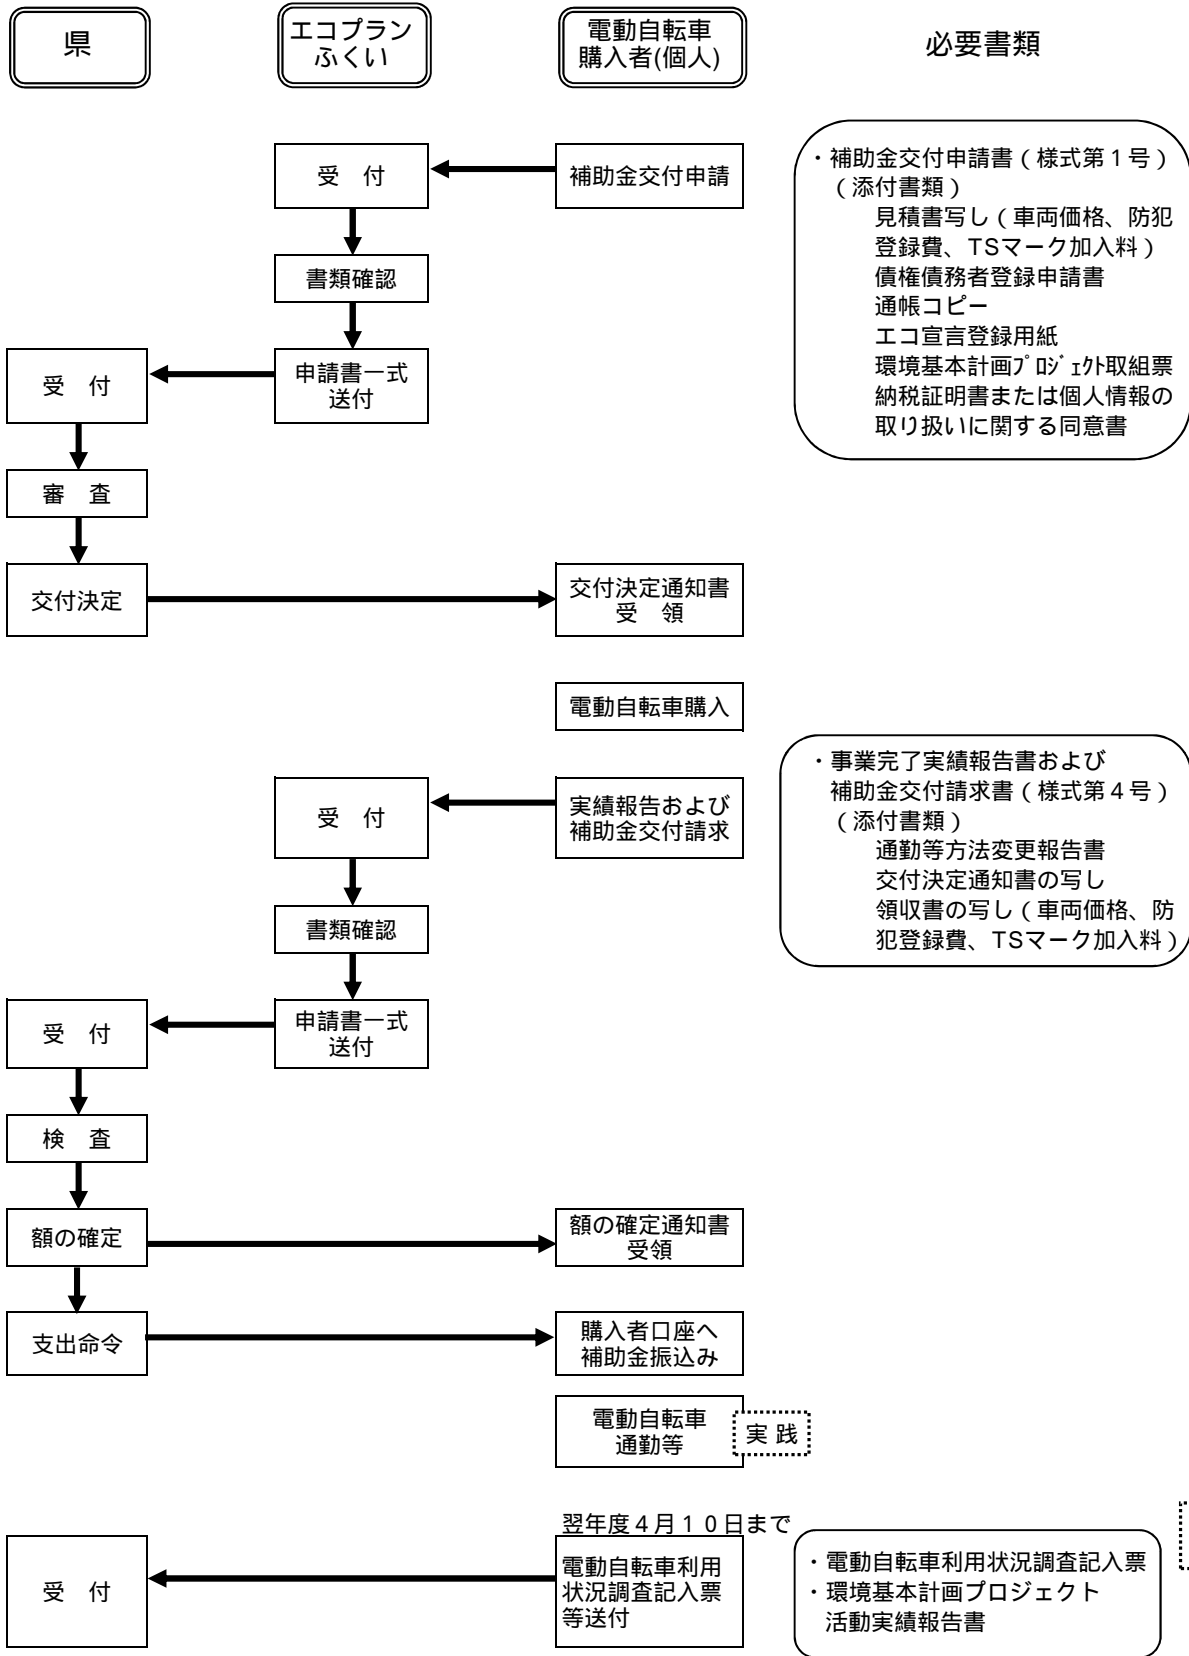 県
エコプラン
ふくい
電動自転車
購入者(個人)
必要書類
受　付
補助金交付申請
・補助金交付申請書（様式第１号）
（添付書類）
見積書写し（車両価格、防犯
登録費、TSマーク加入料）
債権債務者登録申請書
通帳コピー
エコ宣言登録用紙
環境基本計画ﾌﾟﾛｼﾞｪｸﾄ取組票
納税証明書または個人情報の
取り扱いに関する同意書
書類確認
受　付
申請書一式
送付
審　査
交付決定
交付決定通知書
受　領
電動自転車購入
受　付
実績報告および
補助金交付請求
・事業完了実績報告書および
補助金交付請求書（様式第４号）
（添付書類）
通勤等方法変更報告書
交付決定通知書の写し
領収書の写し（車両価格、防
犯登録費、TSマーク加入料）
書類確認
受　付
申請書一式
送付
検　査
額の確定
額の確定通知書
受領
支出命令
購入者口座へ
補助金振込み
電動自転車
通勤等
実 践
翌年度４月１０日まで
受　付
電動自転車利用
状況調査記入票
等送付
・電動自転車利用状況調査記入票
・環境基本計画プロジェクト
活動実績報告書